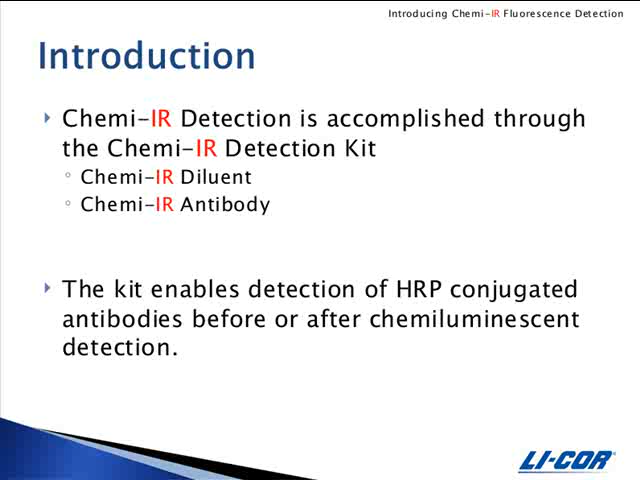 Introducing Chemi-IR Fluorescence Detection
Introduction
Chemi-IR Detection is accomplished through
the Chemi-IR Detection Kit
Chemi-IR Diluent
Chemi-IR Antibody
The kit enables detection of HRP conjugated
antibodies before or after chemiluminescent
detection.
LI-COR